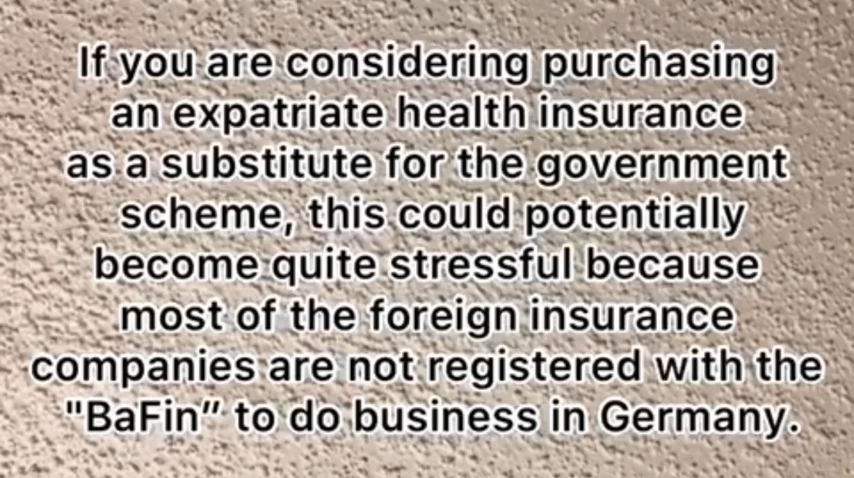 If you are considering purchasing
an expatriate health insurance
as a substitute for the government
scheme, this could potentially
become quite stressful because
most of the foreign insurance
companies are not registered with the
"BaFin” to do business in Germany.